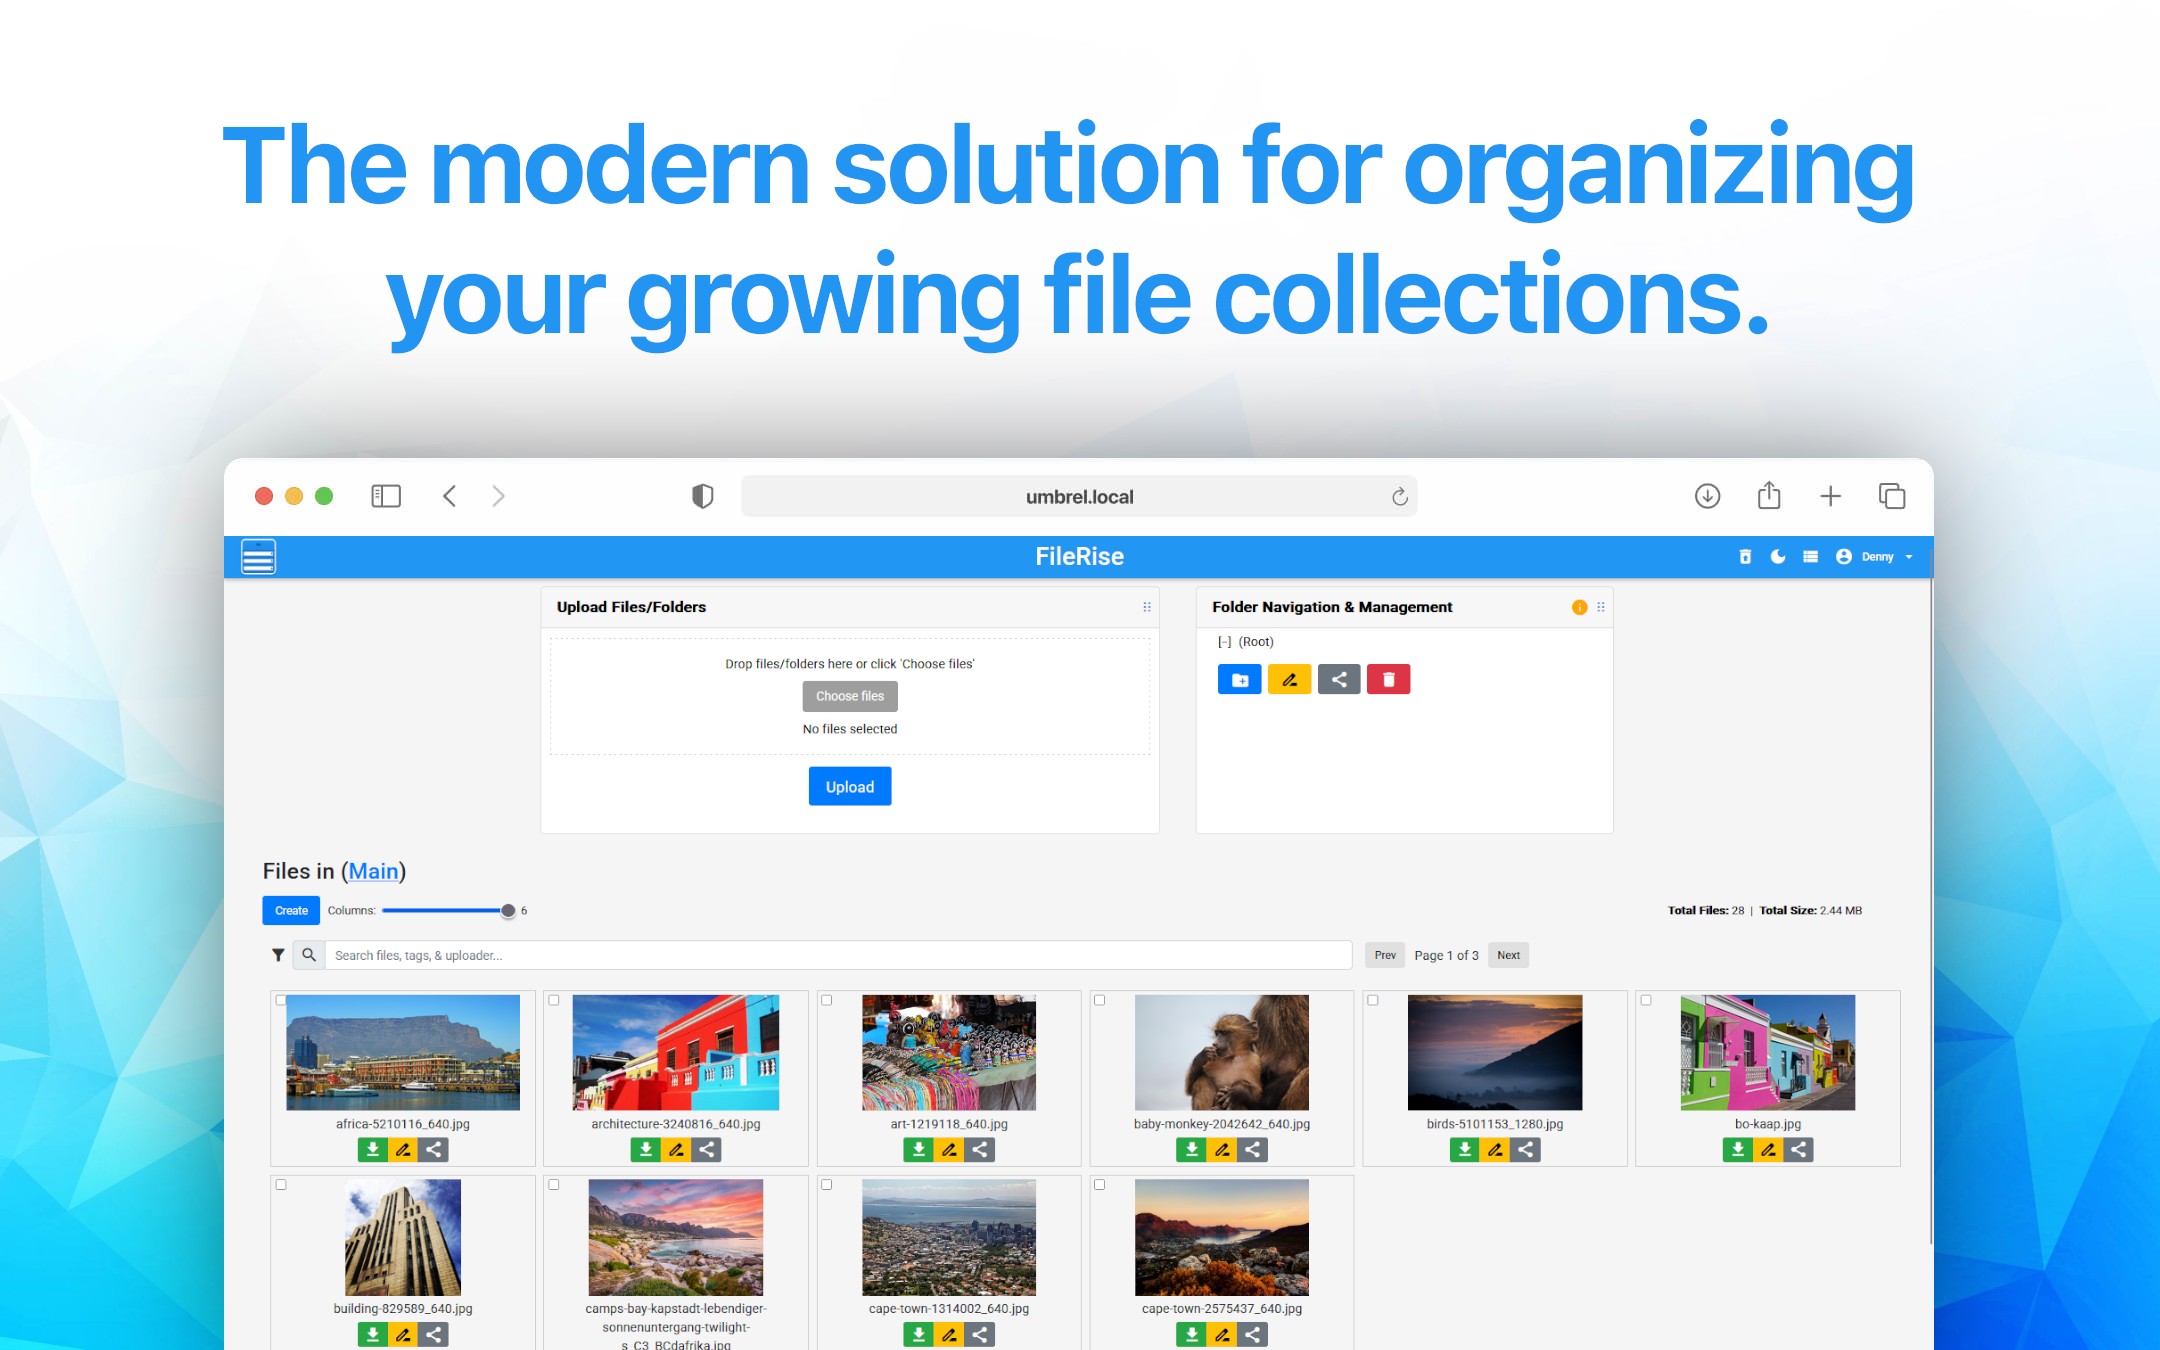 The modern solution for organizing
your growing file collections.
umbrel.local
FileRise
Denny
Upload Files/Folders
Drop files/folders here or click 'Choose files'
Choose files
No files selected
Upload
Folder Navigation & Management
[-] (Root)
Files in (Main)
Create Columns: 6
Total Files: 28 | Total Size: 2.44 MB
Search files, tags, & uploader...
Prev Page 1 of 3 Next
africa-5210116_640.jpg
architecture-3240816_640.jpg
art-1219118_640.jpg
baby-monkey-2042642_640.jpg
birds-5101153_1280.jpg
bo-kaap.jpg
building-829589_640.jpg
camps-bay-kapstadt-lebendiger-
sonnenuntergang-twilight-
s_C3_BCdafrika.jpg
cape-town-1314002_640.jpg
cape-town-2575437_640.jpg